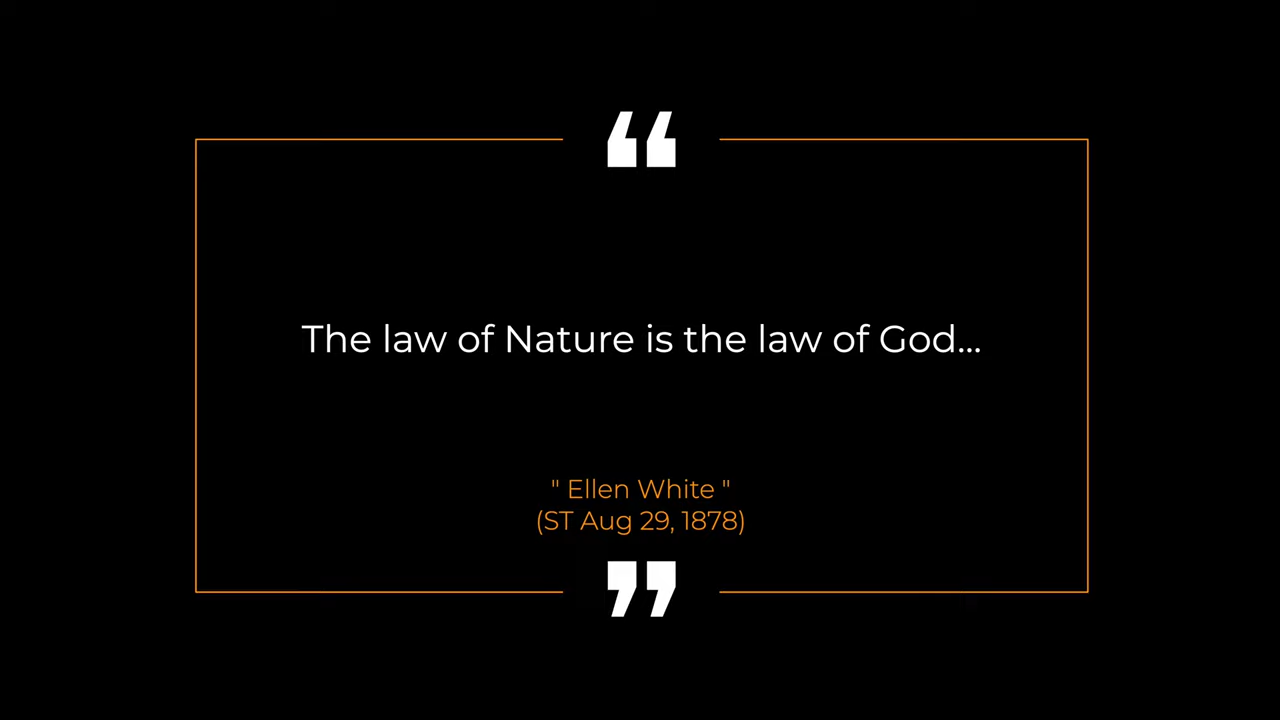 “
The law of Nature is the law of God...
" Ellen White "
(ST Aug 29, 1878)
”